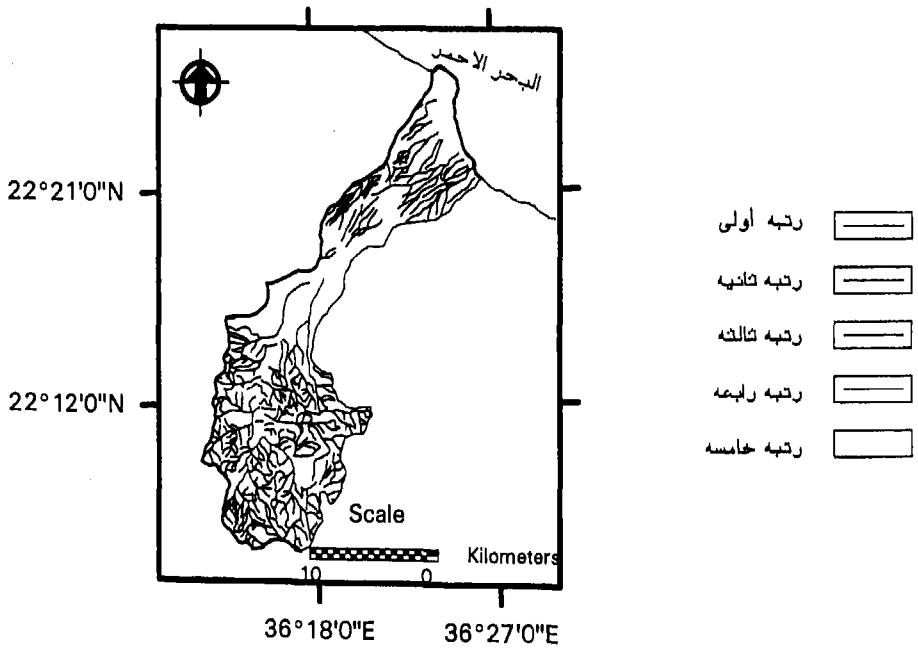 البحر الاحمر
22°21'0"N
22°12'0"N
Scale
Kilometers
10 0
36°18'0"E 36°27'0"E
رتبه أولى
رتبه ثانيه
رتبه ثالثه
رتبه رابعه
رتبه خامسه